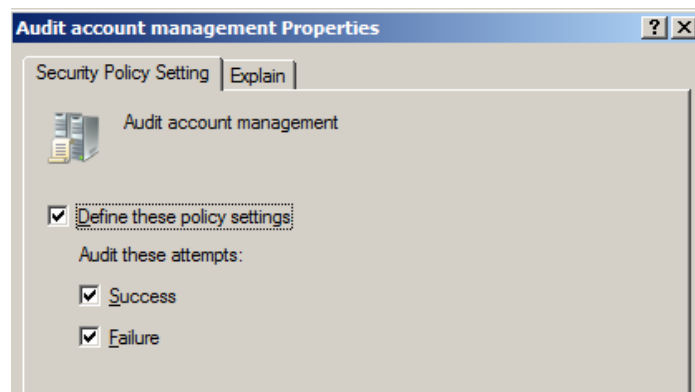 Audit account management Properties
Security Policy Setting
Explain
Audit account management
Define these policy settings
Audit these attempts:
Success
Failure